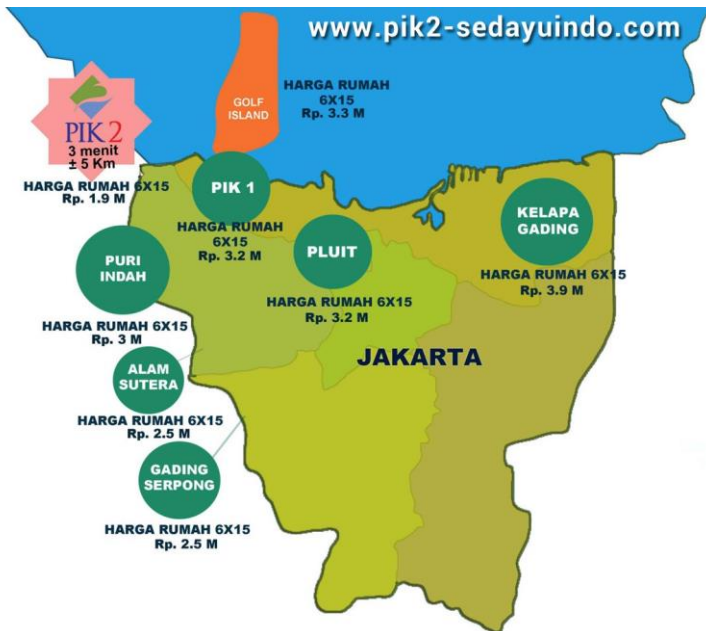 www.pik2-sedayuindo.com
GOLF
ISLAND
HARGA RUMAH
6X15
Rp. 3.3 M
PIK 2
3 menit
± 5 Km
HARGA RUMAH 6X15
Rp. 1.9 M
PIK 1
HARGA RUMAH
6X15
Rp. 3.2 M
KELAPA
GADING
HARGA RUMAH 6X15
Rp. 3.9 M
PLUIT
HARGA RUMAH 6X15
Rp. 3.2 M
PURI
INDAH
HARGA RUMAH 6X15
Rp. 3 M
JAKARTA
ALAM
SUTERA
HARGA RUMAH 6X15
Rp. 2.5 M
GADING
SERPONG
HARGA RUMAH 6X15
Rp. 2.5 M